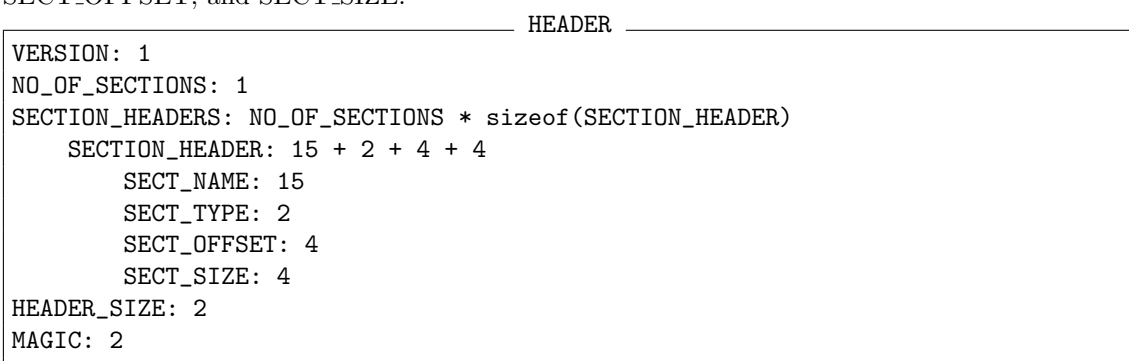 SECT_OFFSET, and SECT_SIZE.
HEADER
VERSION: 1
NO_OF_SECTIONS: 1
SECTION_HEADERS: NO_OF_SECTIONS * sizeof(SECTION_HEADER)
    SECTION_HEADER: 15 + 2 + 4 + 4
        SECT_NAME: 15
        SECT_TYPE: 2
        SECT_OFFSET: 4
        SECT_SIZE: 4
HEADER_SIZE: 2
MAGIC: 2